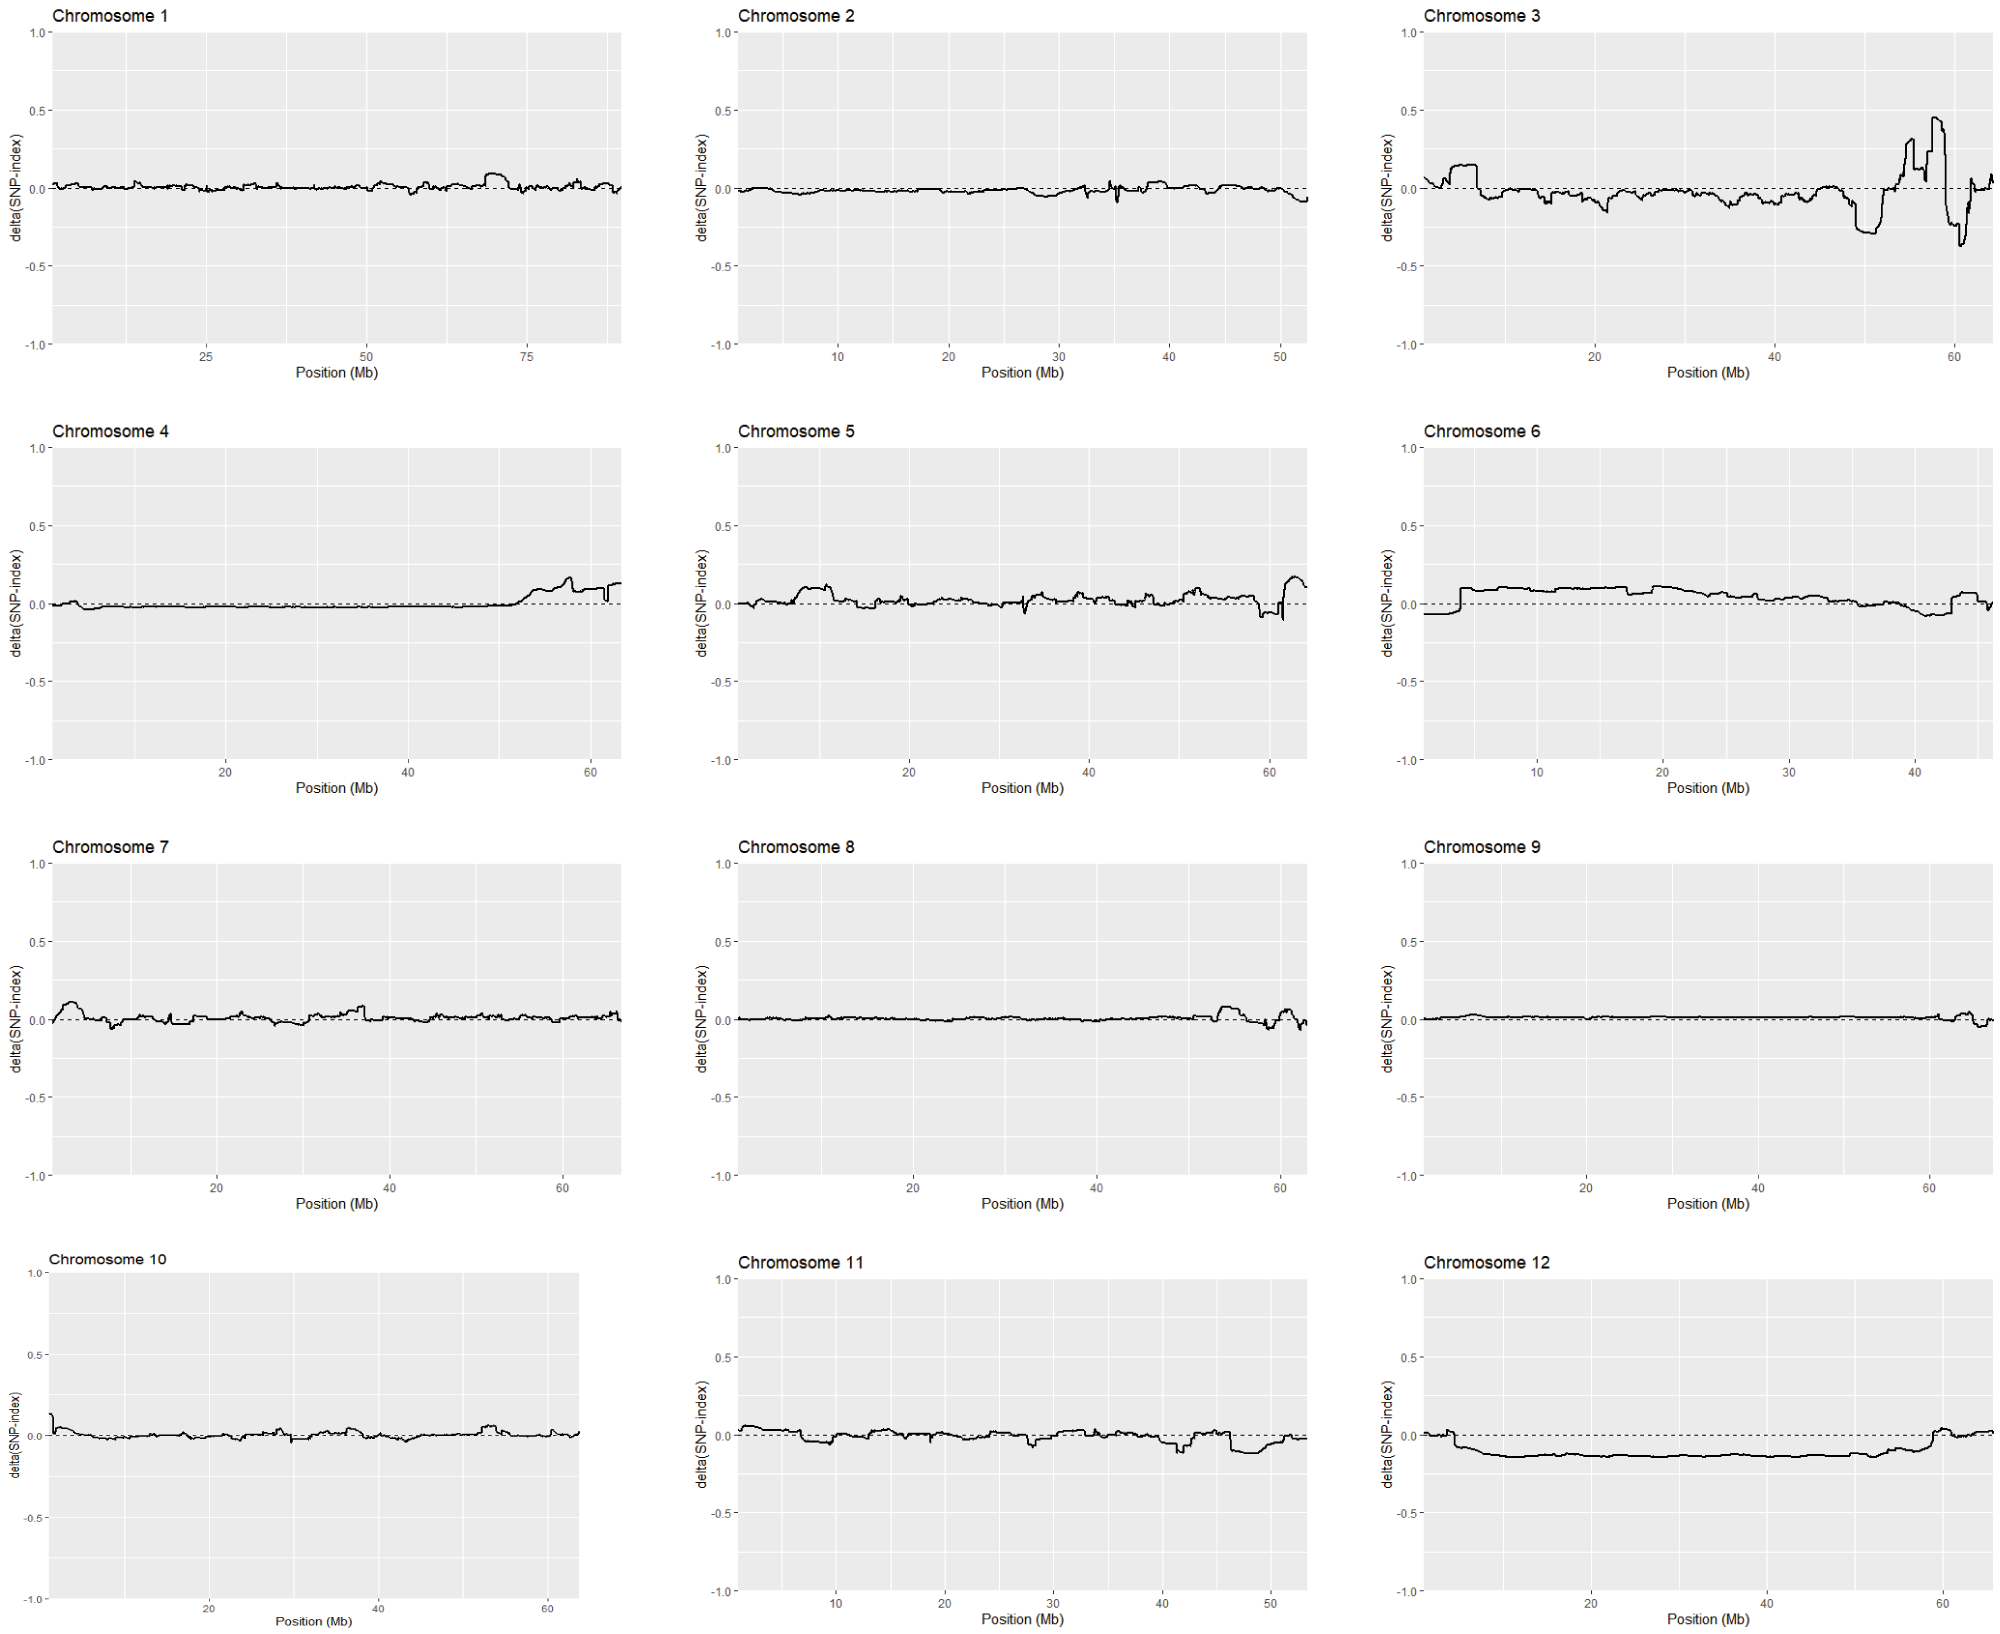 Chromosome 1
1.0
0.5
0.0
-0.5
-1.0
delta(SNP-index)
25 50 75
Position (Mb)
Chromosome 2
1.0
0.5
0.0
-0.5
-1.0
delta(SNP-index)
10 20 30 40 50
Position (Mb)
Chromosome 3
1.0
0.5
0.0
-0.5
-1.0
delta(SNP-index)
20 40 60
Position (Mb)
Chromosome 4
1.0
0.5
0.0
-0.5
-1.0
delta(SNP-index)
20 40 60
Position (Mb)
Chromosome 5
1.0
0.5
0.0
-0.5
-1.0
delta(SNP-index)
20 40 60
Position (Mb)
Chromosome 6
1.0
0.5
0.0
-0.5
-1.0
delta(SNP-index)
10 20 30 40
Position (Mb)
Chromosome 7
1.0
0.5
0.0
-0.5
-1.0
delta(SNP-index)
20 40 60
Position (Mb)
Chromosome 8
1.0
0.5
0.0
-0.5
-1.0
delta(SNP-index)
20 40 60
Position (Mb)
Chromosome 9
1.0
0.5
0.0
-0.5
-1.0
delta(SNP-index)
20 40 60
Position (Mb)
Chromosome 10
1.0
0.5
0.0
-0.5
-1.0
delta(SNP-index)
20 40 60
Position (Mb)
Chromosome 11
1.0
0.5
0.0
-0.5
-1.0
delta(SNP-index)
10 20 30 40 50
Position (Mb)
Chromosome 12
1.0
0.5
0.0
-0.5
-1.0
delta(SNP-index)
20 40 60
Position (Mb)